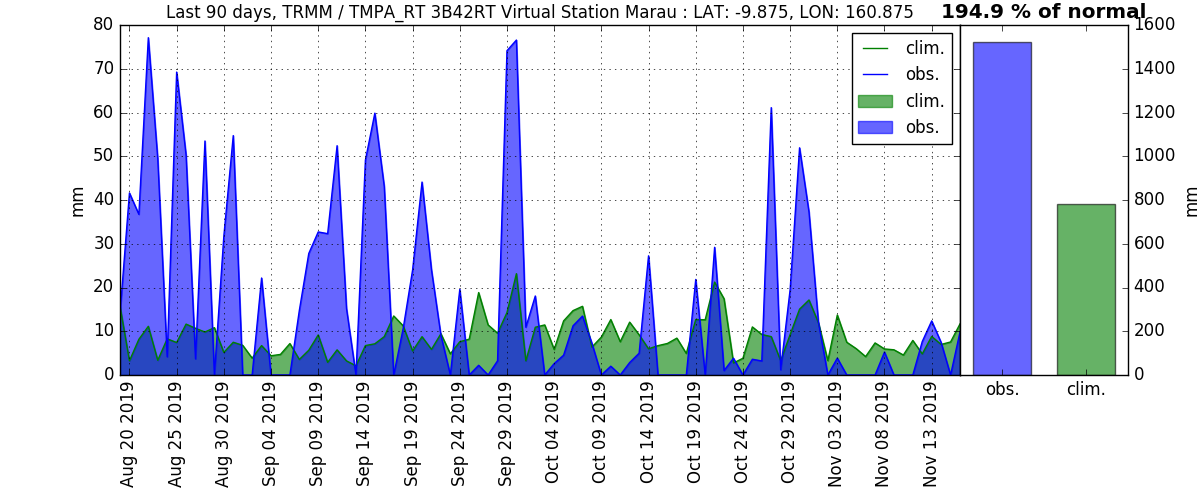 Last 90 days, TRMM / TMPA_RT 3B42RT Virtual Station Marau : LAT: -9.875, LON: 160.875
194.9 % of normal
80
70
60
50
40
30
20
10
0
mm
clim.
obs.
clim.
obs.
1600
1400
1200
1000
800
600
400
200
0
mm
obs.
clim.
Aug 20 2019
Aug 25 2019
Aug 30 2019
Sep 04 2019
Sep 09 2019
Sep 14 2019
Sep 19 2019
Sep 24 2019
Sep 29 2019
Oct 04 2019
Oct 09 2019
Oct 14 2019
Oct 19 2019
Oct 24 2019
Oct 29 2019
Nov 03 2019
Nov 08 2019
Nov 13 2019